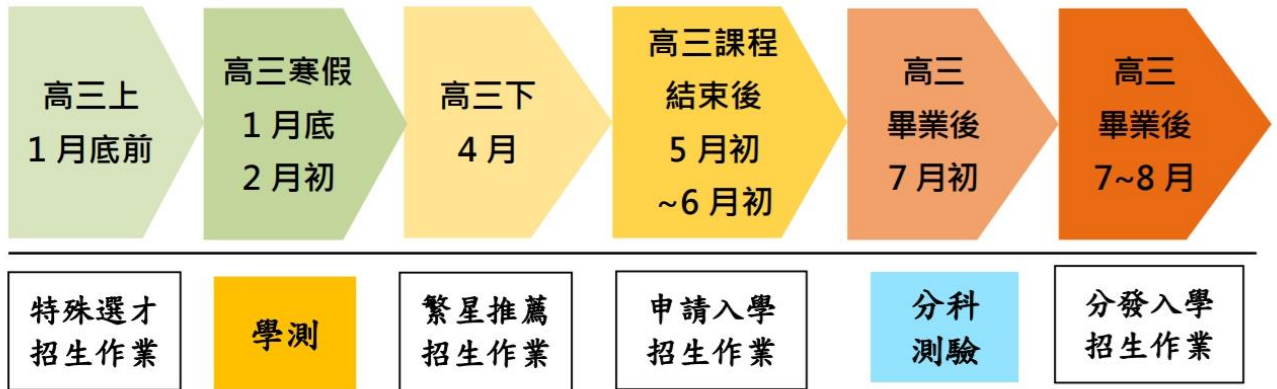 高三上
1 月底前
高三寒假
1 月底
2 月初
高三下
4 月
高三課程
結束後
5 月初
~6 月初
高三
畢業後
7 月初
高三
畢業後
7~8 月
特殊選才
招生作業
學測
繁星推薦
招生作業
申請入學
招生作業
分科
測驗
分發入學
招生作業